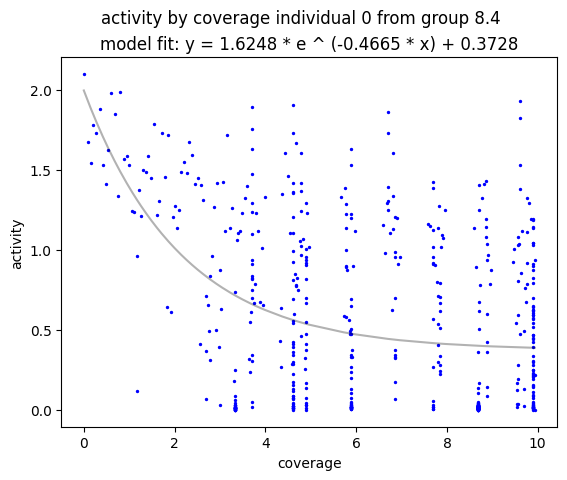 activity by coverage individual 0 from group 8.4
model fit: y = 1.6248 * e ^ (-0.4665 * x) + 0.3728
2.0
1.5
1.0
0.5
0.0
activity
0 2 4 6 8 10
coverage